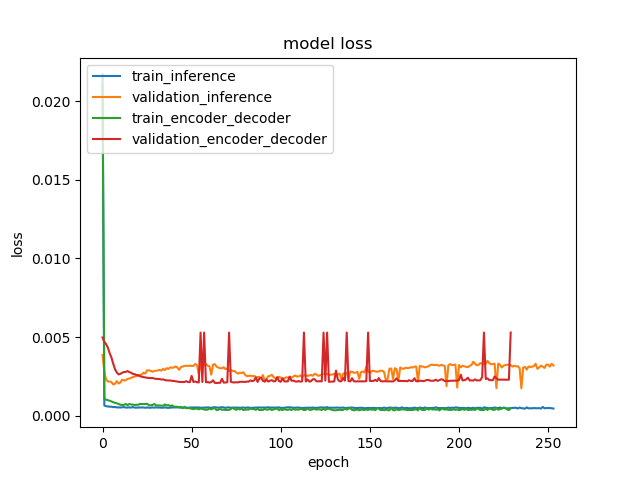 model loss
train_inference
validation_inference
train_encoder_decoder
validation_encoder_decoder
0.020
0.015
0.010
0.005
0.000
loss
0 50 100 150 200 250
epoch